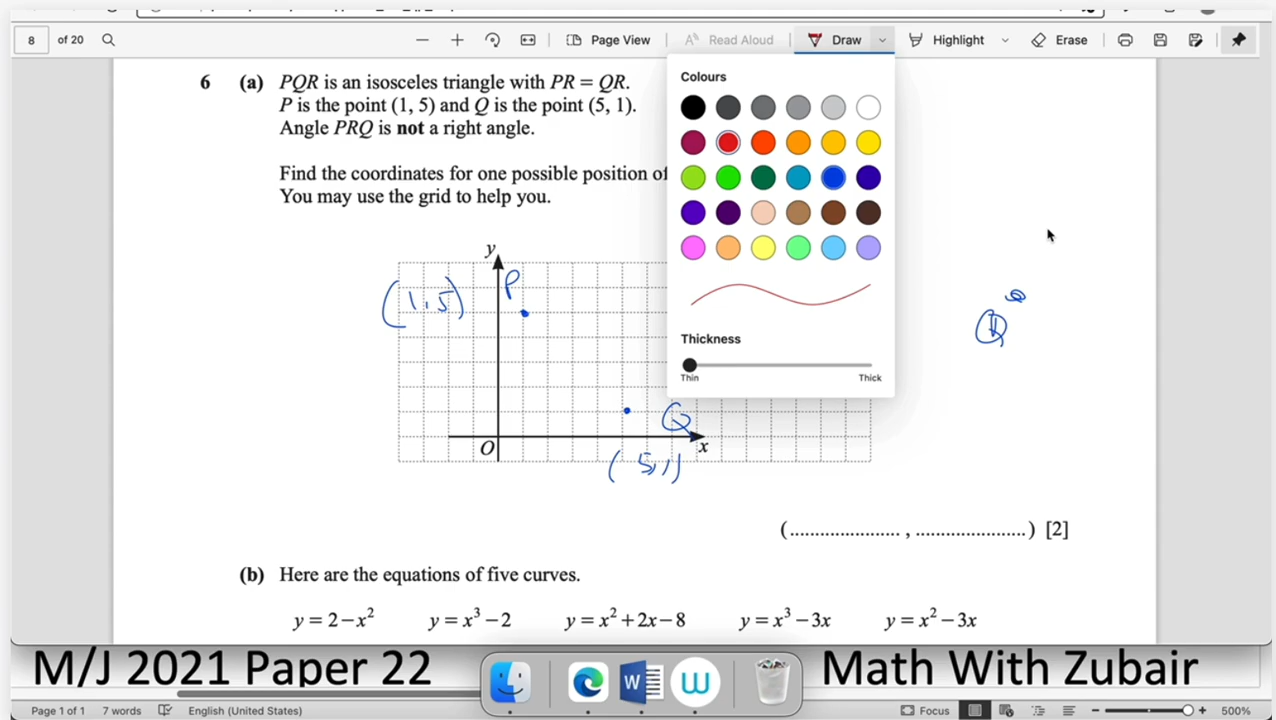 8 of 20 Page View Read Aloud Draw Highlight Erase
Colours
Thickness
Thin Thick
6 (a) PQR is an isosceles triangle with PR = QR.
P is the point (1, 5) and Q is the point (5, 1).
Angle PRQ is not a right angle.
Find the coordinates for one possible position of
You may use the grid to help you.
y
P
(1,5)
Q
O
x
(5,1)
(....................... , .......................) [2]
(b) Here are the equations of five curves.
y = 2 − x² y = x³ − 2 y = x² + 2x − 8 y = x³ − 3x y = x² − 3x
M/J 2021 Paper 22 Math With Zubair
Page 1 of 1 7 words English (United States) Focus 500%